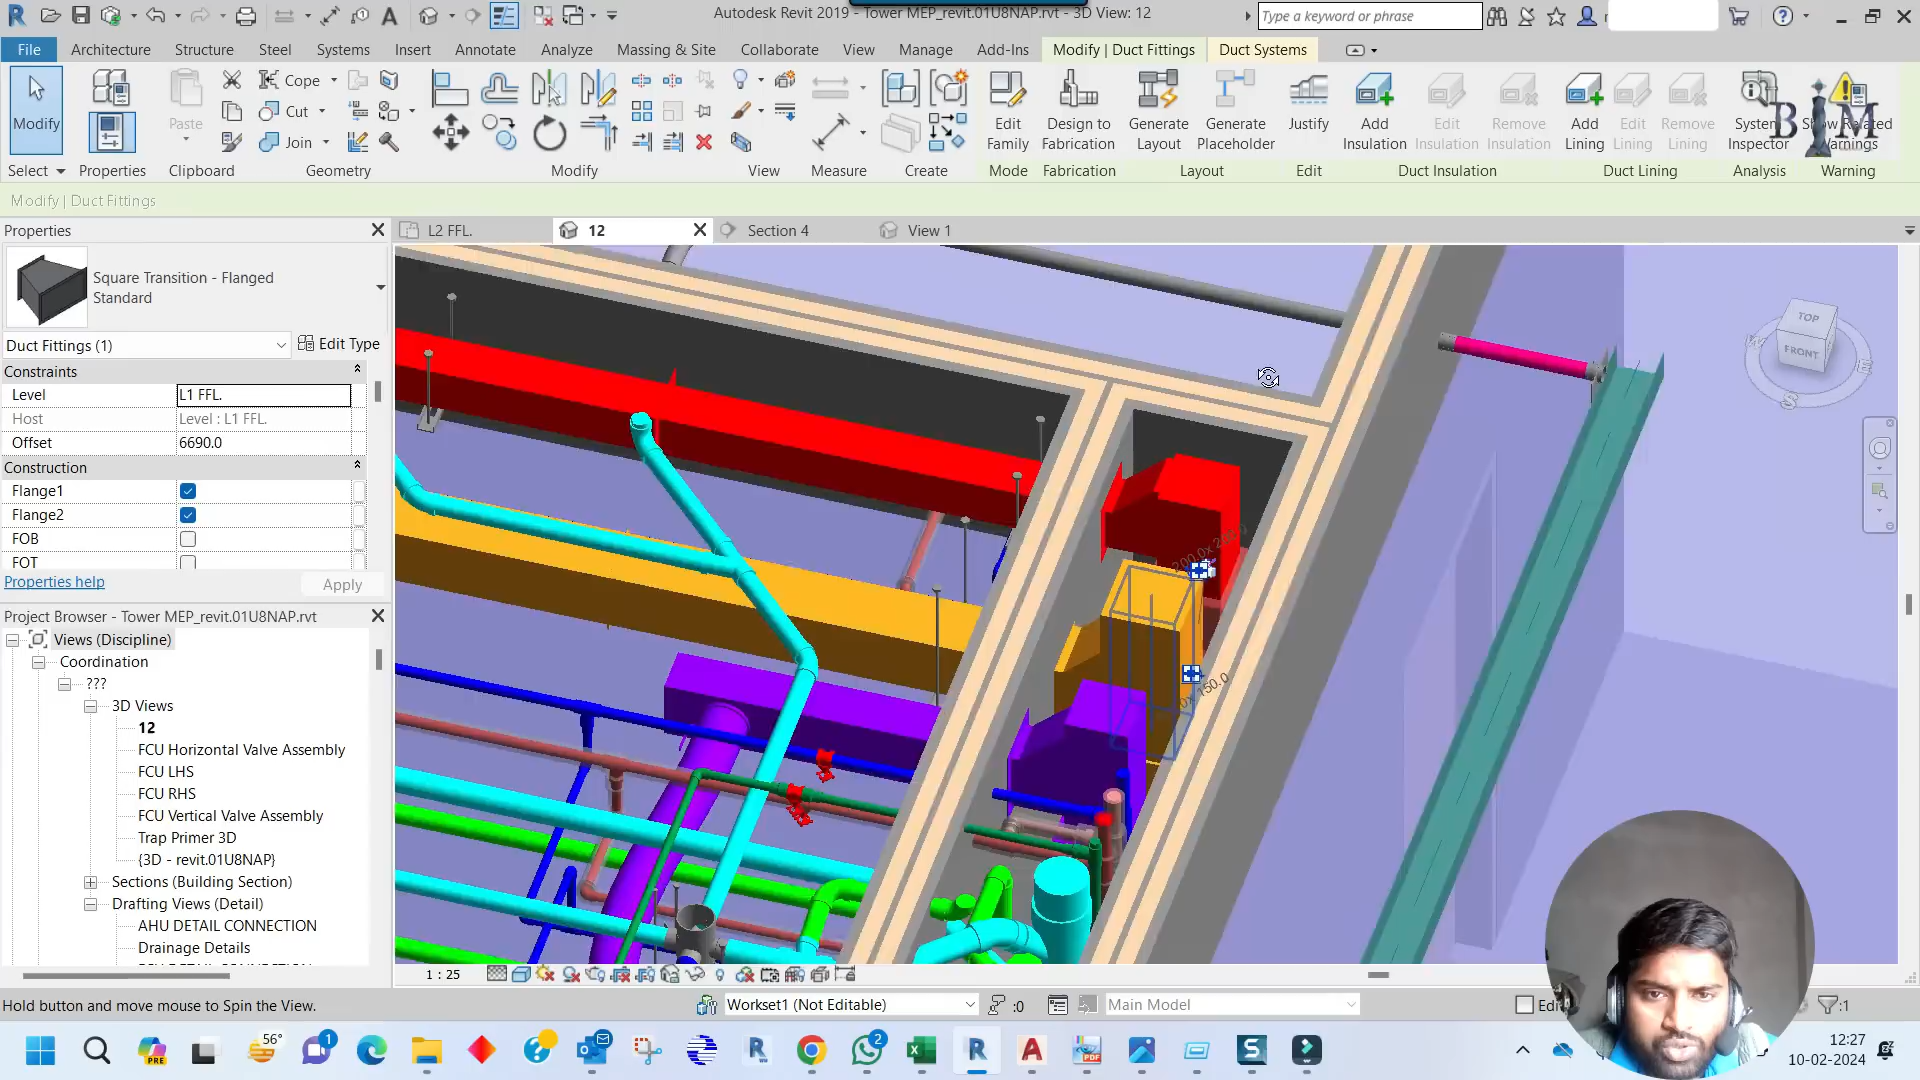 Autodesk Revit 2019 - Tower MEP_revit.01U8NAP.rvt - 3D View: 12
Type a keyword or phrase
File Architecture Structure Steel Systems Insert Annotate Analyze Massing & Site Collaborate View Manage Add-Ins Modify | Duct Fittings Duct Systems
Modify
Paste
Cope
Cut
Join
Edit Family
Design to Fabrication
Generate Layout
Generate Placeholder
Justify
Add Insulation
Edit Insulation
Remove Insulation
Add Lining
Edit Lining
Remove Lining
System Inspector
Show Related Warnings
BIM
Select Properties Clipboard Geometry Modify View Measure Create Mode Fabrication Layout Edit Duct Insulation Duct Lining Analysis Warning
Modify | Duct Fittings
Properties
L2 FFL.
12
Section 4
View 1
Square Transition - Flanged
Standard
Duct Fittings (1)
Edit Type
Constraints
Level L1 FFL.
Host Level : L1 FFL.
Offset 6690.0
Construction
Flange1
Flange2
FOB
FOT
Properties help
Apply
Project Browser - Tower MEP_revit.01U8NAP.rvt
Views (Discipline)
Coordination
???
3D Views
12
FCU Horizontal Valve Assembly
FCU LHS
FCU RHS
FCU Vertical Valve Assembly
Trap Primer 3D
{3D - revit.01U8NAP}
Sections (Building Section)
Drafting Views (Detail)
AHU DETAIL CONNECTION
Drainage Details
TOP
FRONT
W
E
S
1 : 25
Hold button and move mouse to Spin the View.
Workset1 (Not Editable)
:0
Main Model
:1
56°
PRE
1
2
12:27
10-02-2024